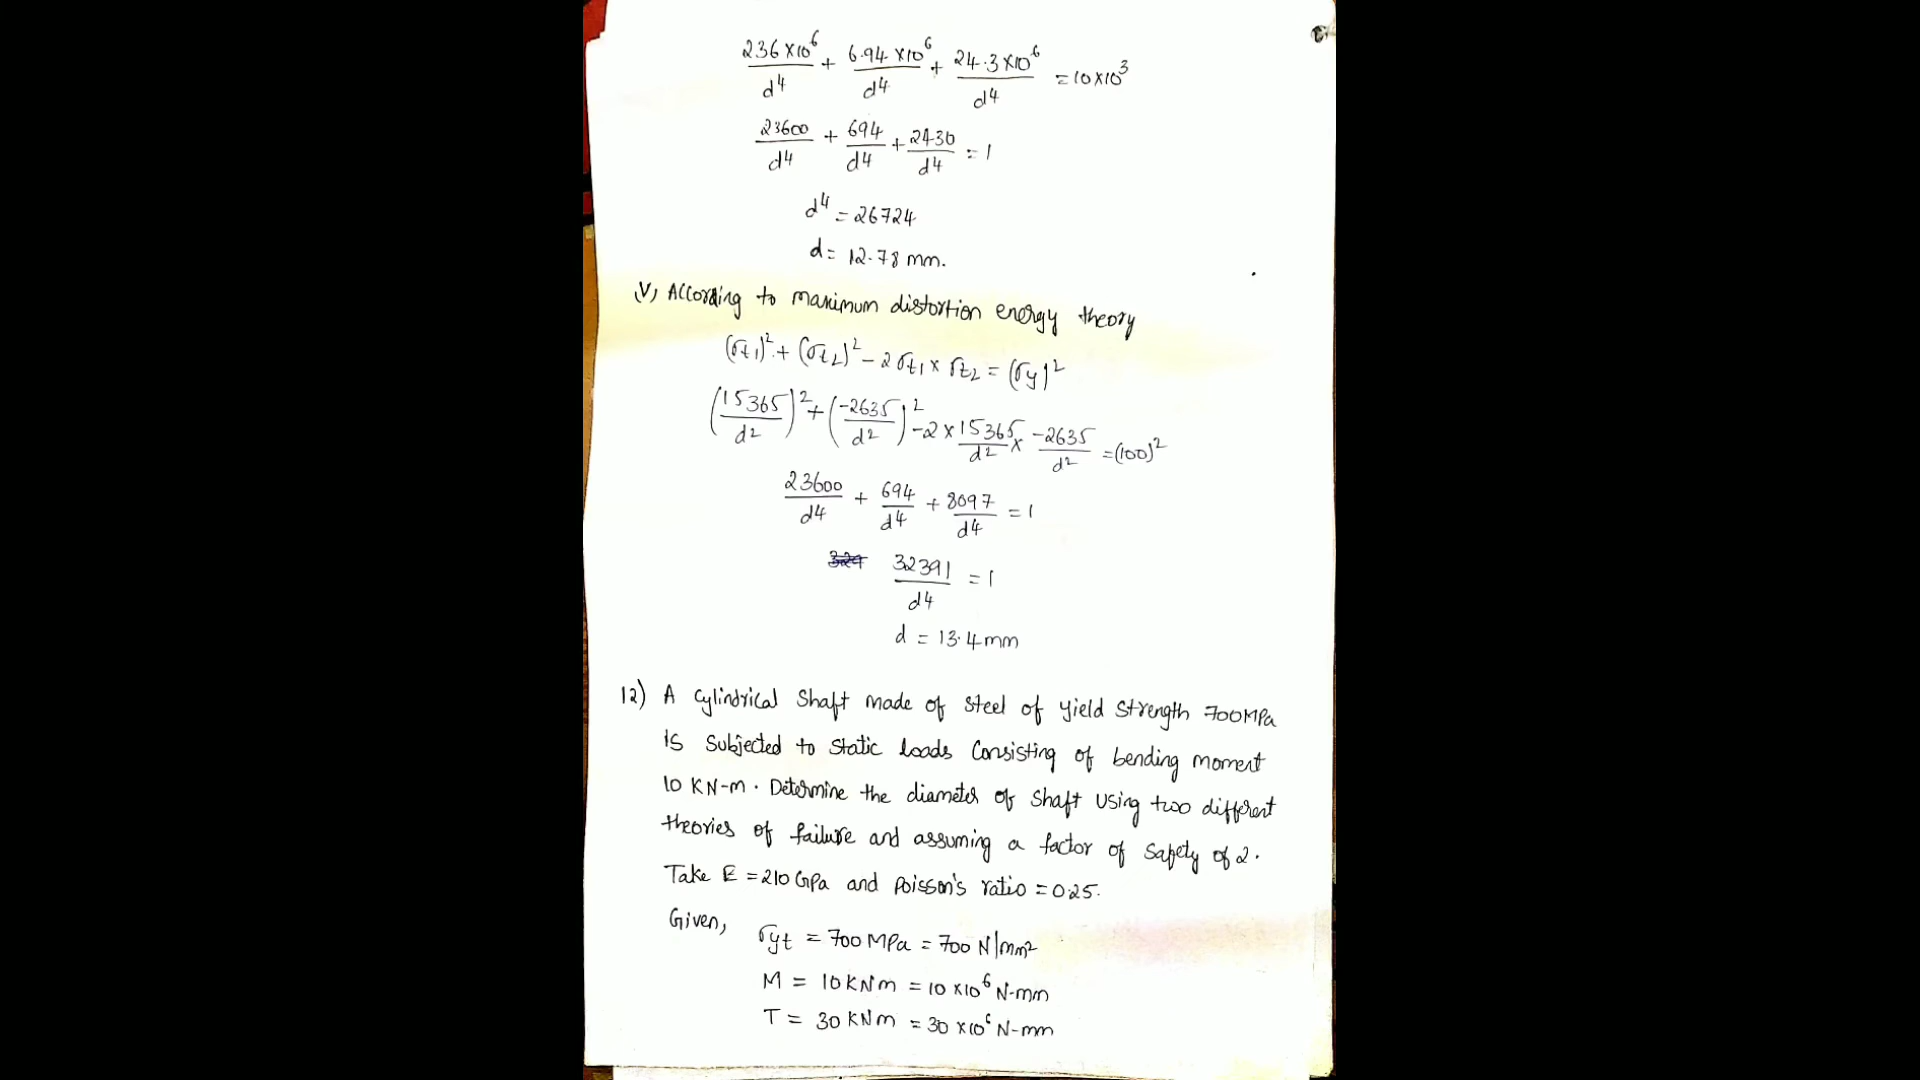 236×10⁶/d4 + 6.94×10⁶/d4 + 24.3×10⁶/d4 = 10×10³
23600/d4 + 694/d4 + 2430/d4 = 1
d⁴ = 26724
d = 12.78 mm.
(V) According to maximum distortion energy theory
(σt1)² + (σt2)² - 2σt1 × σt2 = (σy)²
(15365/d2)² + (-2635/d2)² - 2 × 15365/d2 × -2635/d2 = (100)²
23600/d4 + 694/d4 + 8097/d4 = 1
32391/d4 = 1
d = 13.4 mm
12) A Cylindrical Shaft made of steel of yield strength 700MPa
is subjected to static loads Consisting of bending moment
10 KN-m. Determine the diameter of shaft using two different
theories of failure and assuming a factor of safety of 2.
Take E = 210 GPa and poisson's ratio = 0.25.
Given,
σyt = 700 MPa = 700 N/mm²
M = 10 KNm = 10×10⁶ N-mm
T = 30 KNm = 30×10⁶ N-mm